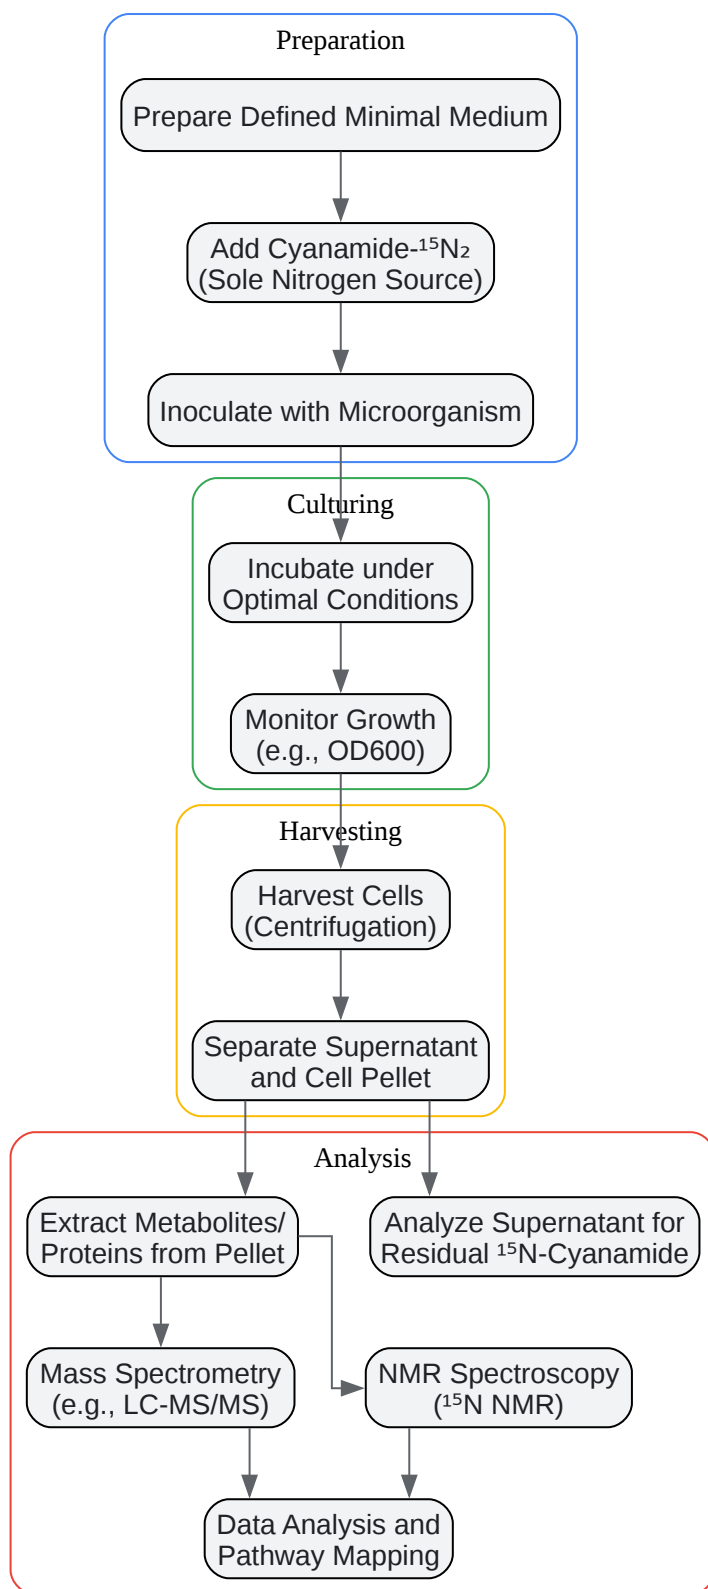 Preparation
Prepare Defined Minimal Medium
Add Cyanamide-¹⁵N₂
(Sole Nitrogen Source)
Inoculate with Microorganism
Culturing
Incubate under
Optimal Conditions
Monitor Growth
(e.g., OD600)
Harvesting
Harvest Cells
(Centrifugation)
Separate Supernatant
and Cell Pellet
Analysis
Extract Metabolites/
Proteins from Pellet
Analyze Supernatant for
Residual ¹⁵N-Cyanamide
Mass Spectrometry
(e.g., LC-MS/MS)
NMR Spectroscopy
(¹⁵N NMR)
Data Analysis and
Pathway Mapping